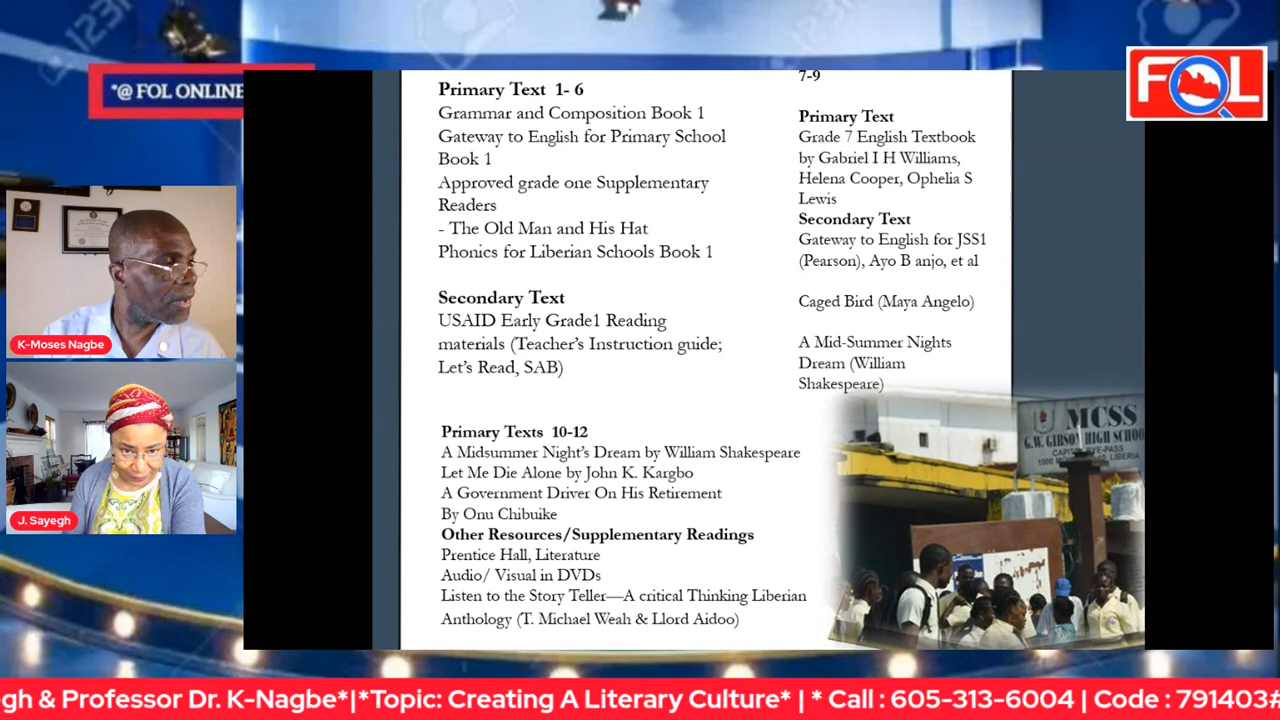 *@ FOL ONLINE
FOL
Primary Text 1- 6
Grammar and Composition Book 1
Gateway to English for Primary School
Book 1
Approved grade one Supplementary
Readers
- The Old Man and His Hat
Phonics for Liberian Schools Book 1
Secondary Text
USAID Early Grade1 Reading
materials (Teacher's Instruction guide;
Let's Read, SAB)
7-9
Primary Text
Grade 7 English Textbook
by Gabriel I H Williams,
Helena Cooper, Ophelia S
Lewis
Secondary Text
Gateway to English for JSS1
(Pearson), Ayo B anjo, et al
Caged Bird (Maya Angelo)
A Mid-Summer Nights
Dream (William
Shakespeare)
Primary Texts 10-12
A Midsummer Night's Dream by William Shakespeare
Let Me Die Alone by John K. Kargbo
A Government Driver On His Retirement
By Onu Chibuike
Other Resources/Supplementary Readings
Prentice Hall, Literature
Audio/ Visual in DVDs
Listen to the Story Teller—A critical Thinking Liberian
Anthology (T. Michael Weah & Llord Aidoo)
MCSS
G.W. GIBSON HIGH SCHOO
CAPITOL BYE-PASS
LIBERIA
K-Moses Nagbe
J. Sayegh
gh & Professor Dr. K-Nagbe*|*Topic: Creating A Literary Culture* | * Call : 605-313-6004 | Code : 791403#